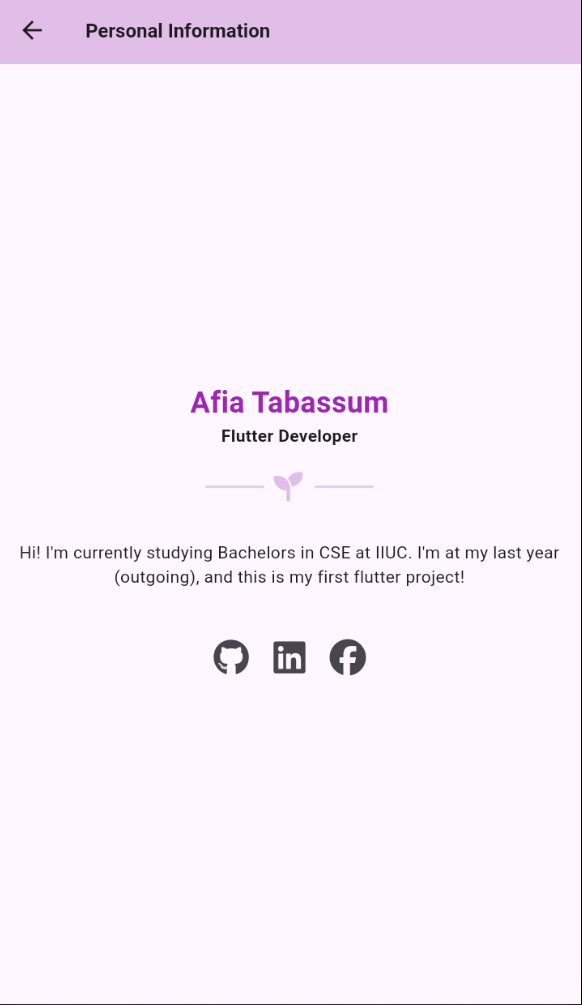 Personal Information
Afia Tabassum
Flutter Developer
Hi! I'm currently studying Bachelors in CSE at IIUC. I'm at my last year
(outgoing), and this is my first flutter project!